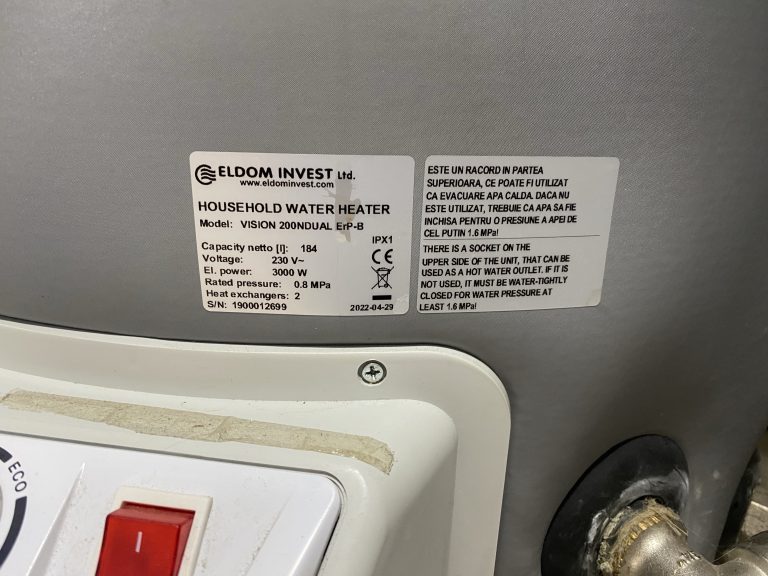 ELDOM INVEST Ltd.
www.eldominvest.com
HOUSEHOLD WATER HEATER
Model: VISION 200NDUAL ErP-B
IPX1
Capacity netto [l]: 184
Voltage: 230 V~
El. power: 3000 W
Rated pressure: 0.8 MPa
Heat exchangers: 2
S/N: 1900012699
CE
2022-04-29
ESTE UN RACORD IN PARTEA
SUPERIOARA, CE POATE FI UTILIZAT
CA EVACUARE APA CALDA. DACA NU
ESTE UTILIZAT, TREBUIE CA APA SA FIE
INCHISA PENTRU O PRESIUNE A APEI DE
CEL PUTIN 1.6 MPa!
THERE IS A SOCKET ON THE
UPPER SIDE OF THE UNIT, THAT CAN BE
USED AS A HOT WATER OUTLET. IF IT IS
NOT USED, IT MUST BE WATER-TIGHTLY
CLOSED FOR WATER PRESSURE AT
LEAST 1.6 MPa!
ECO
I